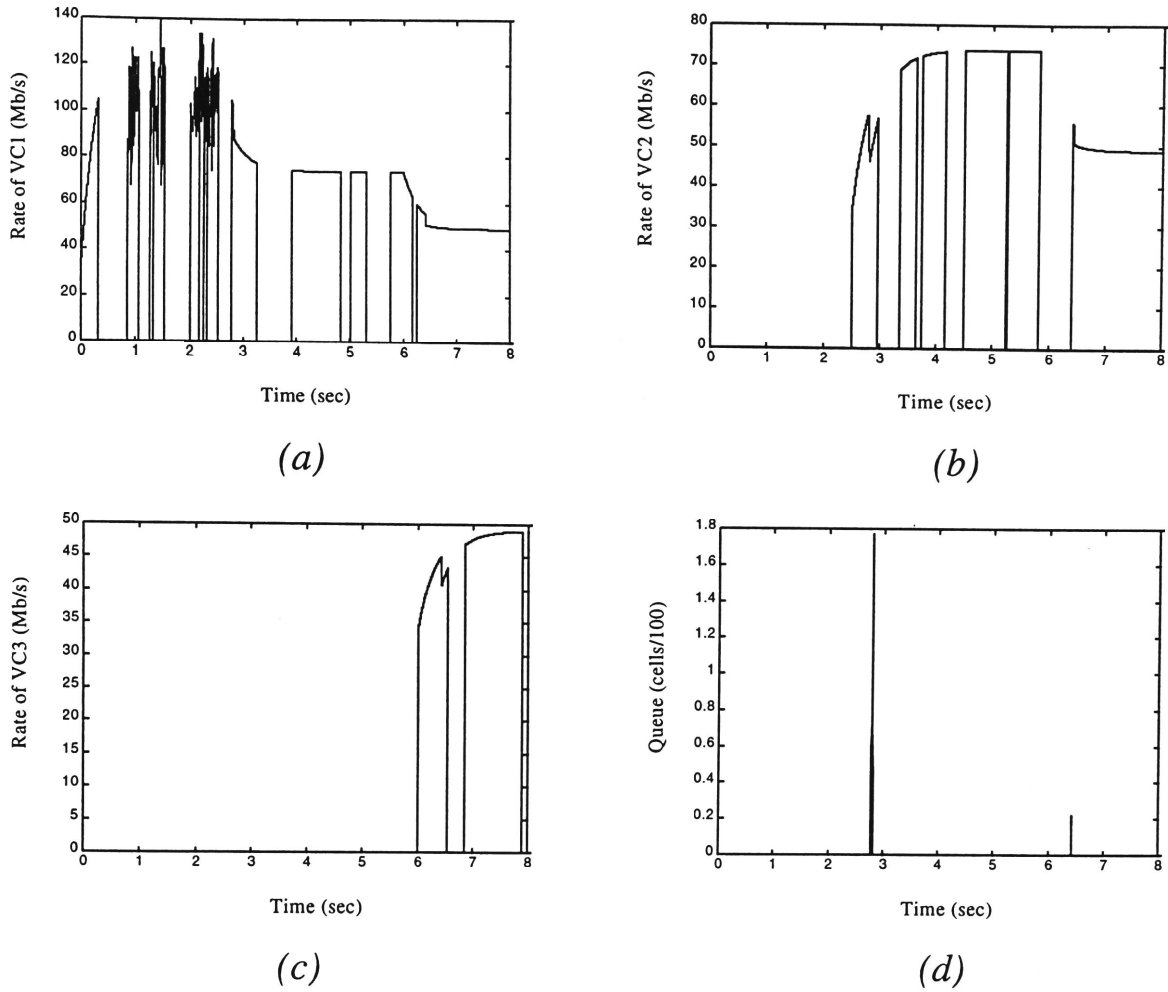 140
120
100
80
60
40
20
0
0 1 2 3 4 5 6 7 8
Rate of VC1 (Mb/s)
Time (sec)
(a)
80
70
60
50
40
30
20
10
0
0 1 2 3 4 5 6 7 8
Rate of VC2 (Mb/s)
Time (sec)
(b)
50
45
40
35
30
25
20
15
10
5
0
0 1 2 3 4 5 6 7 8
Rate of VC3 (Mb/s)
Time (sec)
(c)
1.8
1.6
1.4
1.2
1
0.8
0.6
0.4
0.2
0
0 1 2 3 4 5 6 7 8
Queue (cells/100)
Time (sec)
(d)